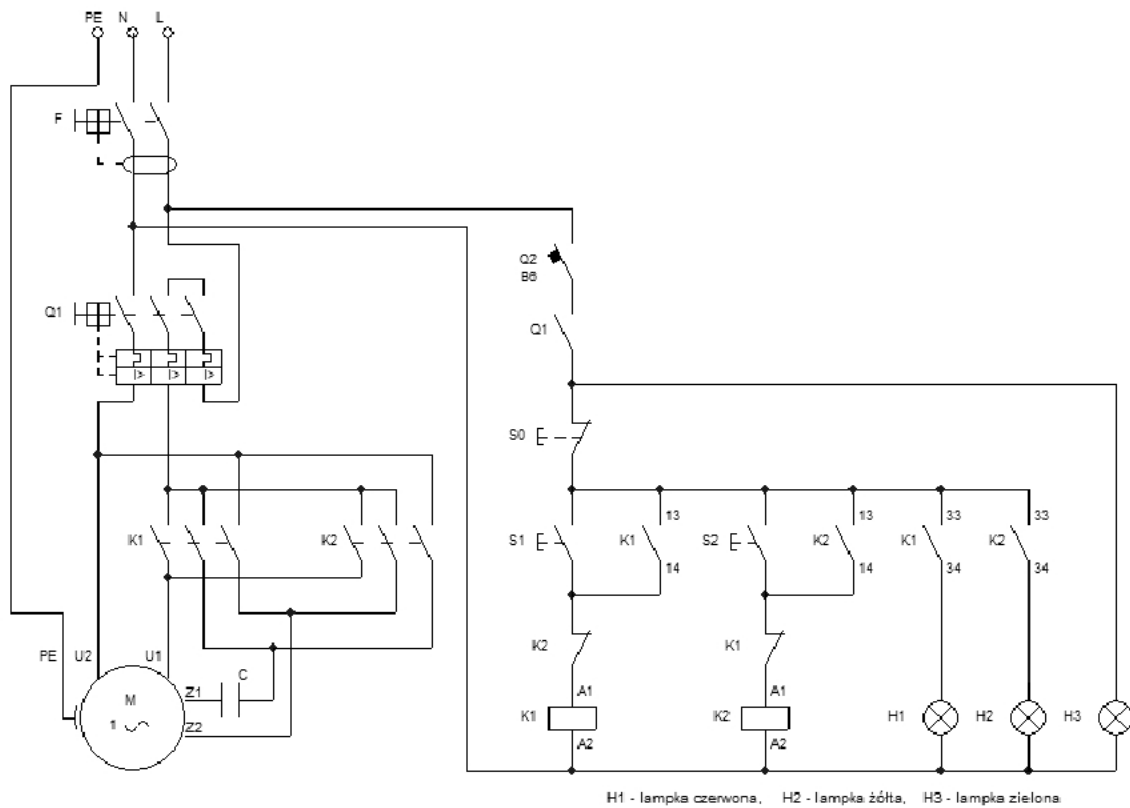 PE N L
F
Q2
B6
Q1
Q1
I> I> I>
S0
13 13 33 33
K1 K2 S1 K1 S2 K2 K1 K2
14 14 34 34
PE U2 U1 K2 K1
C
M Z1 A1 A1
1 K1 K2 H1 H2 H3
Z2 A2 A2
H1 - lampka czerwona, H2 - lampka żółta, H3 - lampka zielona